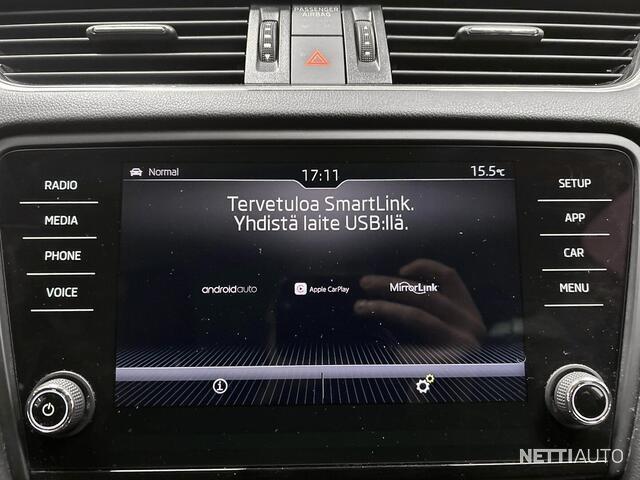 PASSENGER
AIRBAG
Normal
17:11
15.5°C
RADIO
MEDIA
PHONE
VOICE
Tervetuloa SmartLink.
Yhdistä laite USB:llä.
androidauto
Apple CarPlay
MirrorLink
SETUP
APP
CAR
MENU
NETTIAUTO